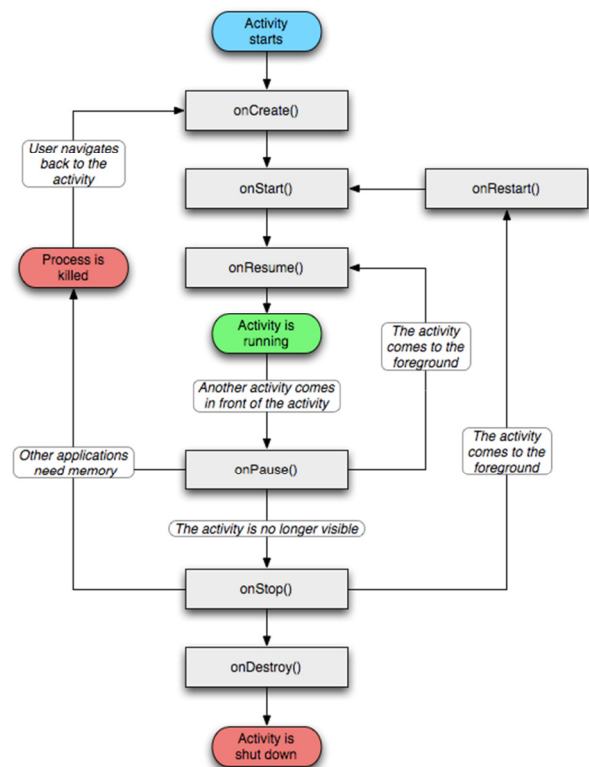 Activity
starts
onCreate()
User navigates
back to the
activity
onStart()
onRestart()
Process is
killed
onResume()
Activity is
running
The activity
comes to the
foreground
Another activity comes
in front of the activity
Other applications
need memory
onPause()
The activity
comes to the
foreground
The activity is no longer visible
onStop()
onDestroy()
Activity is
shut down